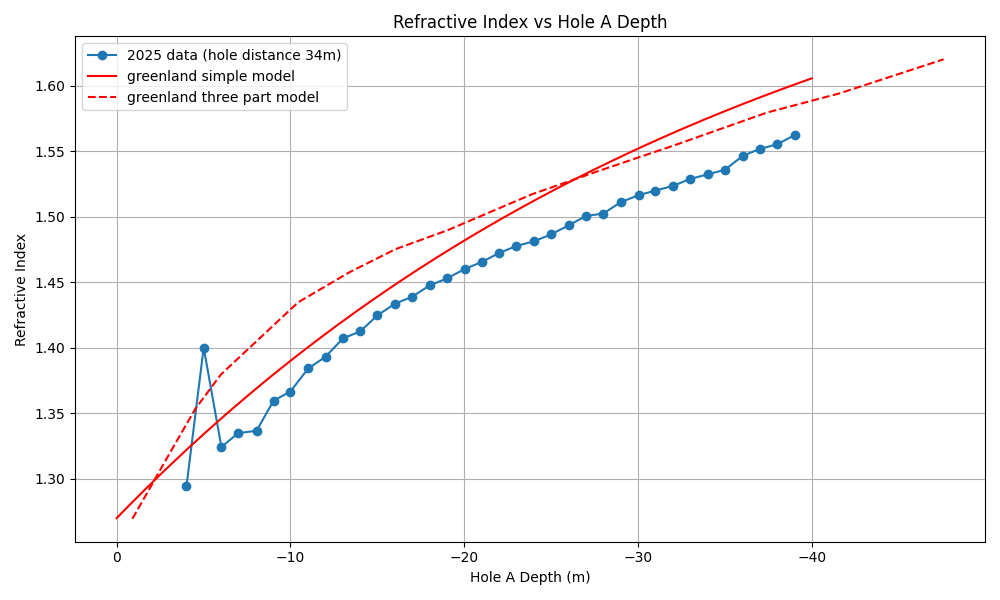 Refractive Index vs Hole A Depth
2025 data (hole distance 34m)
greenland simple model
greenland three part model
Refractive Index
1.60
1.55
1.50
1.45
1.40
1.35
1.30
0
−10
−20
−30
−40
Hole A Depth (m)